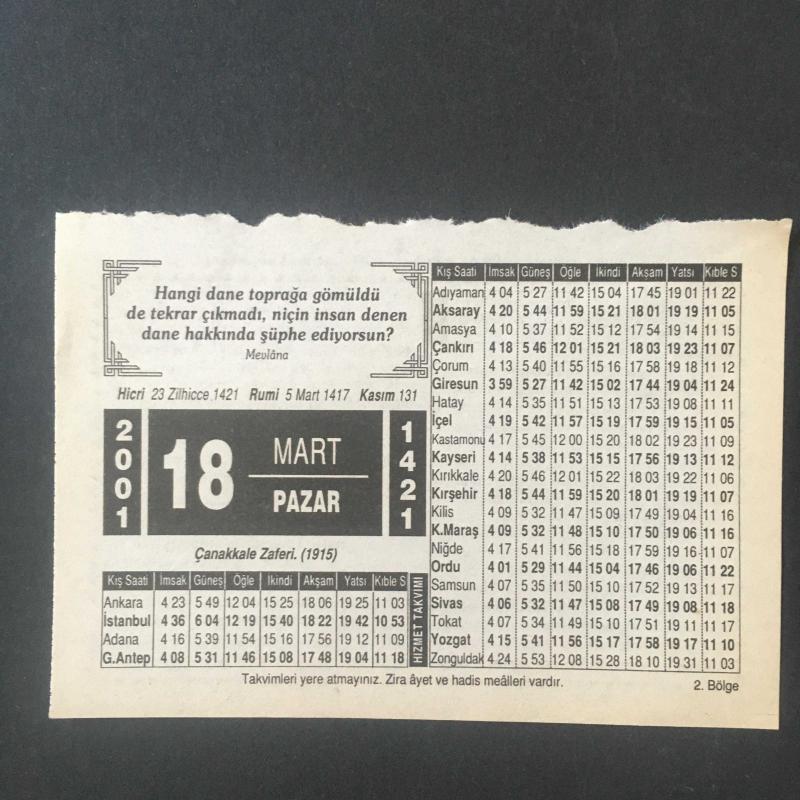 Hangi dane toprağa gömüldü
de tekrar çıkmadı, niçin insan denen
dane hakkında şüphe ediyorsun?
Mevlâna
Hicri 23 Zilhicce 1421 Rumi 5 Mart 1417 Kasım 131
2001
18
MART
PAZAR
1421
Çanakkale Zaferi. (1915)
Kış Saati İmsak Güneş Öğle İkindi Akşam Yatsı Kıble S
Ankara 4 23 5 49 12 04 15 25 18 06 19 25 11 03
İstanbul 4 36 6 04 12 19 15 40 18 22 19 42 10 53
Adana 4 16 5 39 11 54 15 16 17 56 19 12 11 09
G.Antep 4 08 5 31 11 46 15 08 17 48 19 04 11 18
HİZMET TAKVİMİ
Kış Saati İmsak Güneş Öğle İkindi Akşam Yatsı Kıble S
Adıyaman 4 04 5 27 11 42 15 04 17 45 19 01 11 22
Aksaray 4 20 5 44 11 59 15 21 18 01 19 19 11 05
Amasya 4 10 5 37 11 52 15 12 17 54 19 14 11 15
Çankırı 4 18 5 46 12 01 15 21 18 03 19 23 11 07
Çorum 4 13 5 40 11 55 15 16 17 58 19 18 11 12
Giresun 3 59 5 27 11 42 15 02 17 44 19 04 11 24
Hatay 4 14 5 35 11 51 15 13 17 53 19 08 11 11
İçel 4 19 5 42 11 57 15 19 17 59 19 15 11 05
Kastamonu 4 17 5 45 12 00 15 20 18 02 19 23 11 09
Kayseri 4 14 5 38 11 53 15 15 17 56 19 13 11 12
Kırıkkale 4 20 5 46 12 01 15 22 18 03 19 22 11 06
Kırşehir 4 18 5 44 11 59 15 20 18 01 19 19 11 07
Kilis 4 09 5 32 11 47 15 09 17 49 19 04 11 16
K.Maraş 4 09 5 32 11 48 15 10 17 50 19 06 11 16
Niğde 4 17 5 41 11 56 15 18 17 59 19 16 11 07
Ordu 4 01 5 29 11 44 15 04 17 46 19 06 11 22
Samsun 4 07 5 35 11 50 15 10 17 52 19 13 11 17
Sivas 4 06 5 32 11 47 15 08 17 49 19 08 11 18
Tokat 4 07 5 34 11 49 15 10 17 51 19 11 11 17
Yozgat 4 15 5 41 11 56 15 17 17 58 19 17 11 10
Zonguldak 4 24 5 53 12 08 15 28 18 10 19 31 11 03
Takvimleri yere atmayınız. Zira âyet ve hadis meâlleri vardır.
2. Bölge